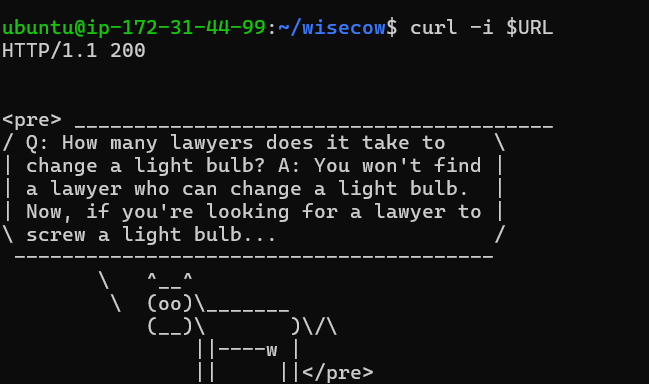 ubuntu@ip-172-31-44-99:~/wisecow$ curl -i $URL
HTTP/1.1 200
<pre> ________________________________________
/ Q: How many lawyers does it take to    \
| change a light bulb? A: You won't find |
| a lawyer who can change a light bulb.  |
| Now, if you're looking for a lawyer to |
\ screw a light bulb...                  /
 ----------------------------------------
        \   ^__^
         \  (oo)\_______
            (__)\       )\/\
                ||----w |
                ||     ||</pre>